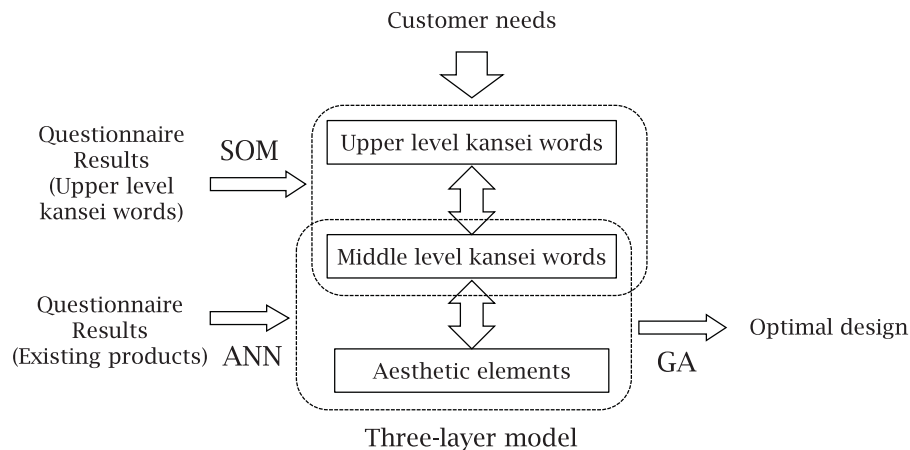 Customer needs
Questionnaire
Results
(Upper level
kansei words)
SOM
Upper level kansei words
Middle level kansei words
Questionnaire
Results
(Existing products)
ANN
Aesthetic elements
GA
Optimal design
Three-layer model